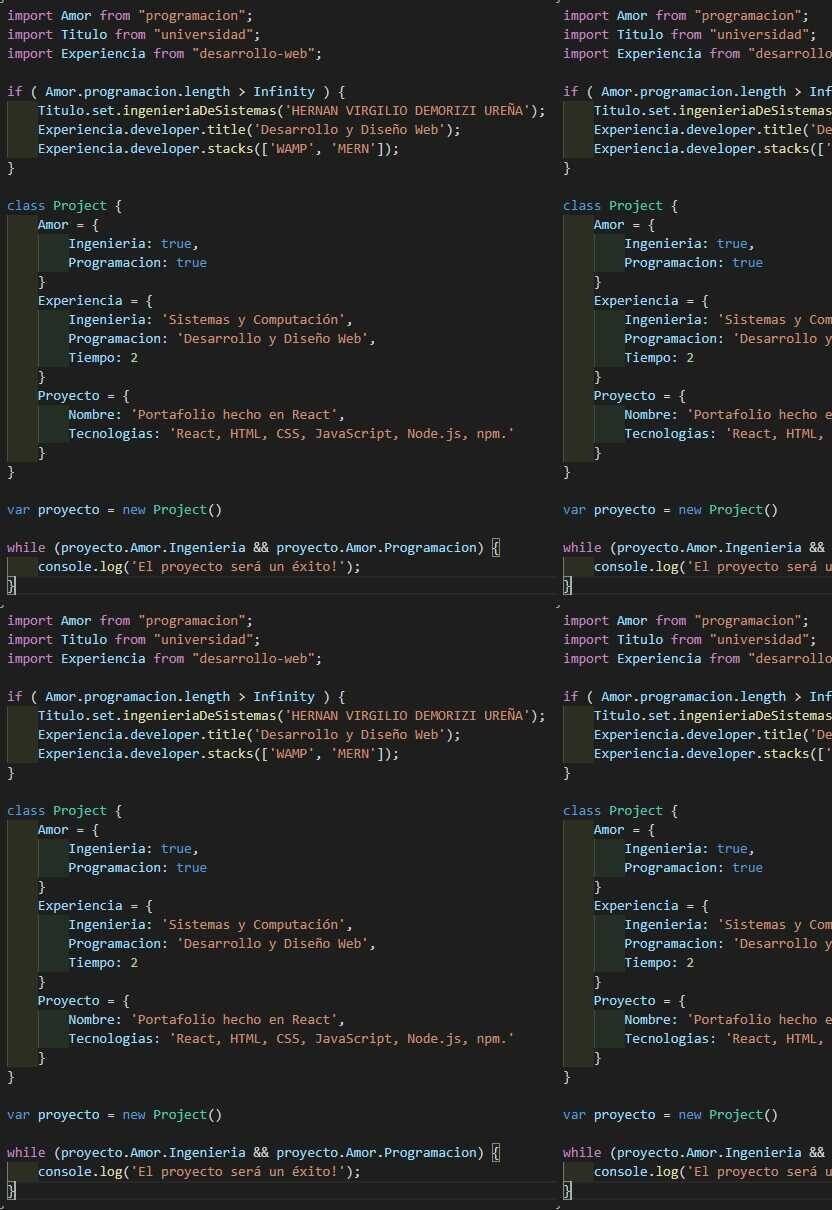 import Amor from "programacion";
import Titulo from "universidad";
import Experiencia from "desarrollo-web";
if ( Amor.programacion.length > Infinity ) {
Titulo.set.ingenieriaDeSistemas('HERNAN VIRGILIO DEMORIZI UREÑA');
Experiencia.developer.title('Desarrollo y Diseño Web');
Experiencia.developer.stacks(['WAMP', 'MERN']);
}
class Project {
Amor = {
Ingenieria: true,
Programacion: true
}
Experiencia = {
Ingenieria: 'Sistemas y Computación',
Programacion: 'Desarrollo y Diseño Web',
Tiempo: 2
}
Proyecto = {
Nombre: 'Portafolio hecho en React',
Tecnologias: 'React, HTML, CSS, JavaScript, Node.js, npm.'
}
}
var proyecto = new Project()
while (proyecto.Amor.Ingenieria && proyecto.Amor.Programacion) {
console.log('El proyecto será un éxito!');
}
import Amor from "programacion";
import Titulo from "universidad";
import Experiencia from "desarrollo
if ( Amor.programacion.length > Inf
Titulo.set.ingenieriaDeSistemas
Experiencia.developer.title('De
Experiencia.developer.stacks(['
}
class Project {
Amor = {
Ingenieria: true,
Programacion: true
}
Experiencia = {
Ingenieria: 'Sistemas y Com
Programacion: 'Desarrollo y
Tiempo: 2
}
Proyecto = {
Nombre: 'Portafolio hecho e
Tecnologias: 'React, HTML,
}
}
var proyecto = new Project()
while (proyecto.Amor.Ingenieria &&
console.log('El proyecto será u
}
import Amor from "programacion";
import Titulo from "universidad";
import Experiencia from "desarrollo-web";
if ( Amor.programacion.length > Infinity ) {
Titulo.set.ingenieriaDeSistemas('HERNAN VIRGILIO DEMORIZI UREÑA');
Experiencia.developer.title('Desarrollo y Diseño Web');
Experiencia.developer.stacks(['WAMP', 'MERN']);
}
class Project {
Amor = {
Ingenieria: true,
Programacion: true
}
Experiencia = {
Ingenieria: 'Sistemas y Computación',
Programacion: 'Desarrollo y Diseño Web',
Tiempo: 2
}
Proyecto = {
Nombre: 'Portafolio hecho en React',
Tecnologias: 'React, HTML, CSS, JavaScript, Node.js, npm.'
}
}
var proyecto = new Project()
while (proyecto.Amor.Ingenieria && proyecto.Amor.Programacion) {
console.log('El proyecto será un éxito!');
}
import Amor from "programacion";
import Titulo from "universidad";
import Experiencia from "desarrollo
if ( Amor.programacion.length > Inf
Titulo.set.ingenieriaDeSistemas
Experiencia.developer.title('De
Experiencia.developer.stacks(['
}
class Project {
Amor = {
Ingenieria: true,
Programacion: true
}
Experiencia = {
Ingenieria: 'Sistemas y Com
Programacion: 'Desarrollo y
Tiempo: 2
}
Proyecto = {
Nombre: 'Portafolio hecho e
Tecnologias: 'React, HTML,
}
}
var proyecto = new Project()
while (proyecto.Amor.Ingenieria &&
console.log('El proyecto será u
}